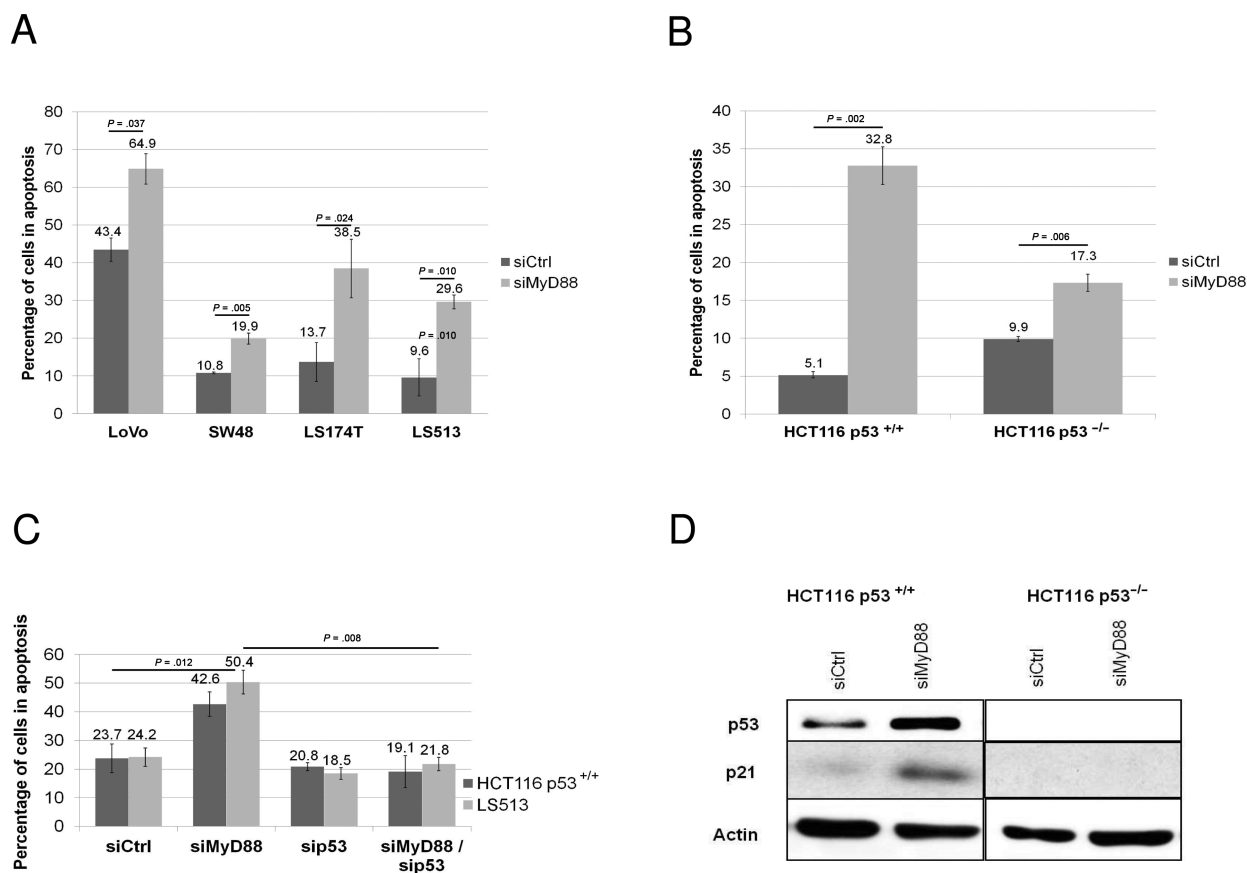 A
Percentage of cells in apoptosis
80
70
60
50
40
30
20
10
0
P = .037
64.9
43.4
P = .005
19.9
10.8
P = .024
38.5
13.7
P = .010
29.6
P = .010
9.6
LoVo SW48 LS174T LS513
siCtrl
siMyD88
B
Percentage of cells in apoptosis
40
35
30
25
20
15
10
5
0
P = .002
32.8
5.1
P = .006
17.3
9.9
HCT116 p53 +/+ HCT116 p53 –/–
siCtrl
siMyD88
C
Percentage of cells in apoptosis
60
50
40
30
20
10
0
P = .008
P = .012
50.4
42.6
23.7 24.2
20.8 18.5
19.1 21.8
siCtrl siMyD88 sip53 siMyD88 /
sip53
HCT116 p53 +/+
LS513
D
HCT116 p53 +/+ HCT116 p53–/–
siCtrl siMyD88 siCtrl siMyD88
p53
p21
Actin